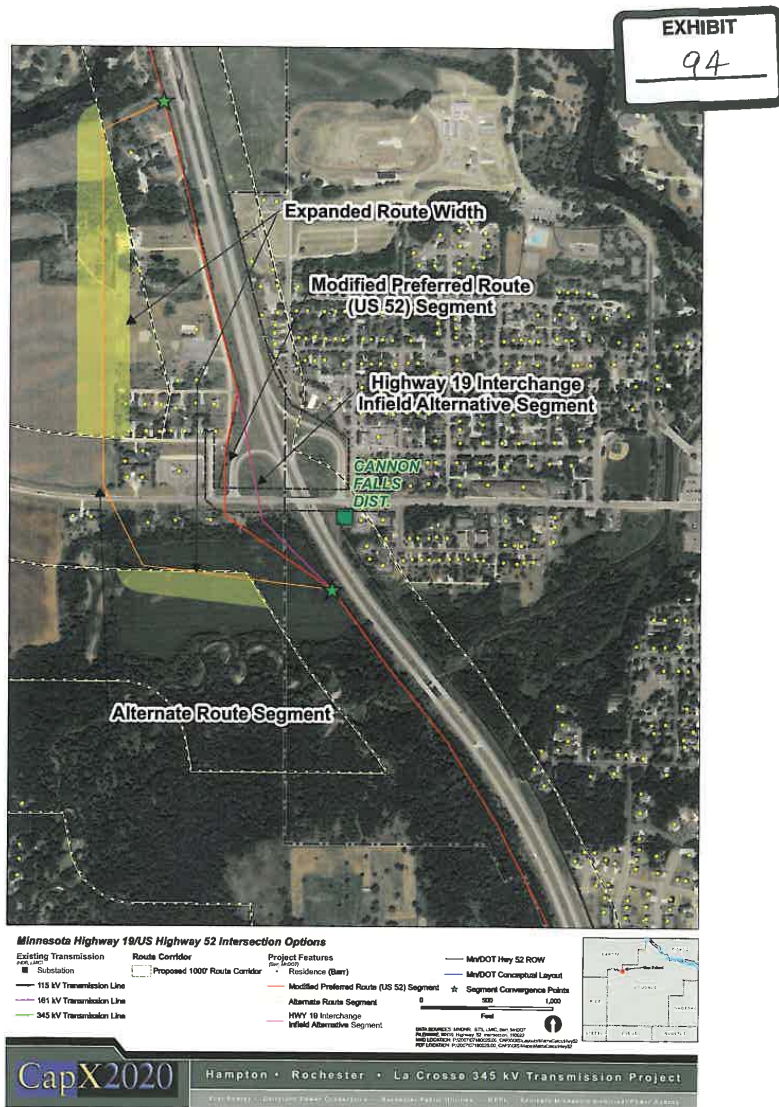 EXHIBIT
94
Expanded Route Width
Modified Preferred Route
(US 52) Segment
Highway 19 Interchange
Infield Alternative Segment
CANNON
FALLS
DIST.
Alternate Route Segment
Minnesota Highway 19/US Highway 52 Intersection Options
Existing Transmission
Substation
115 kV Transmission Line
161 kV Transmission Line
345 kV Transmission Line
Route Corridor
Proposed 1000' Route Corridor
Project Features
Residence (Barr)
Modified Preferred Route (US 52) Segment
Alternate Route Segment
HWY 19 Interchange
Infield Alternative Segment
Mn/DOT Hwy 52 ROW
Mn/DOT Conceptual Layout
Segment Convergence Points
0 500 1,000
Feet
CapX2020
Hampton • Rochester • La Crosse 345 kV Transmission Project